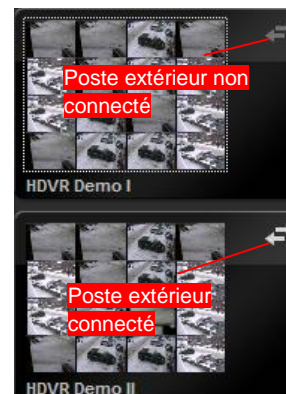 Poste extérieur non
connecté
HDVR Demo I
Poste extérieur
connecté
HDVR Demo II